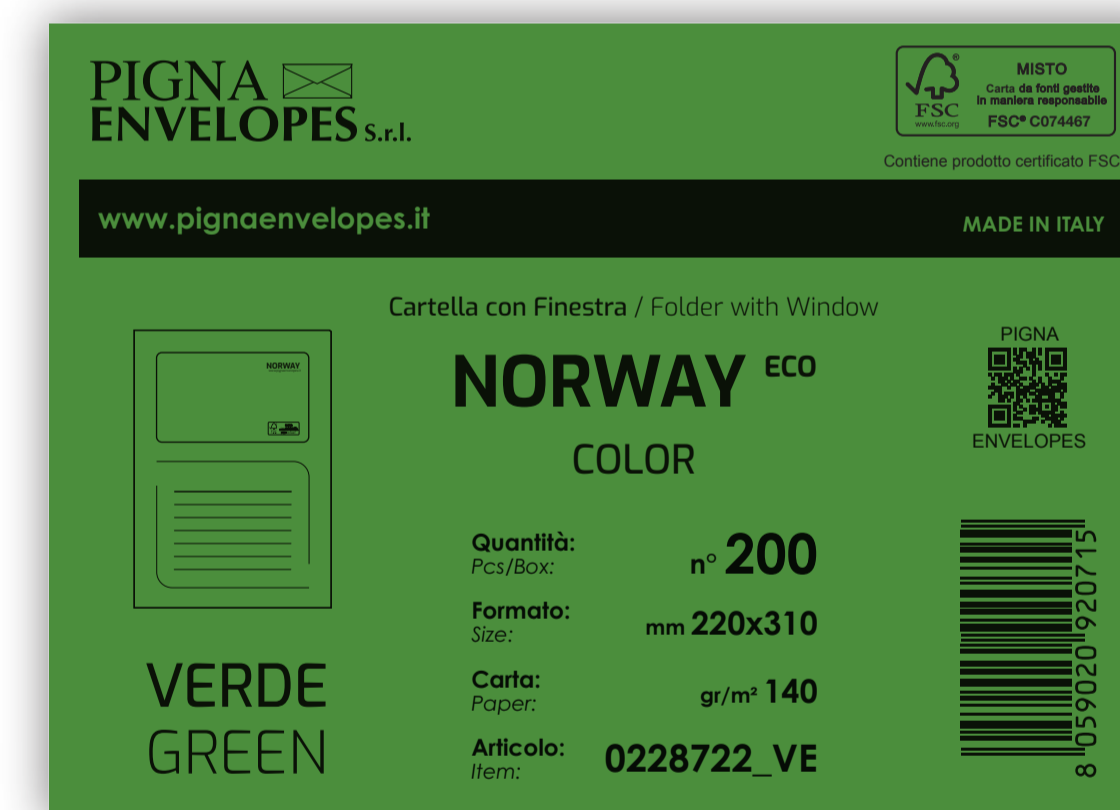 PIGNA
ENVELOPES S.r.l.
FSC®
www.fsc.org
MISTO
Carta da fonti gestite
in maniera responsabile
FSC® C074467
Contiene prodotto certificato FSC
www.pignaenvelopes.it
MADE IN ITALY
Cartella con Finestra / Folder with Window
NORWAY ECO
COLOR
NORWAY
PIGNA
ENVELOPES
Quantità:
Pcs/Box:
n° 200
Formato:
Size:
mm 220x310
Carta:
Paper:
gr/m² 140
Articolo:
Item:
0228722_VE
VERDE
GREEN
8 059020 920715